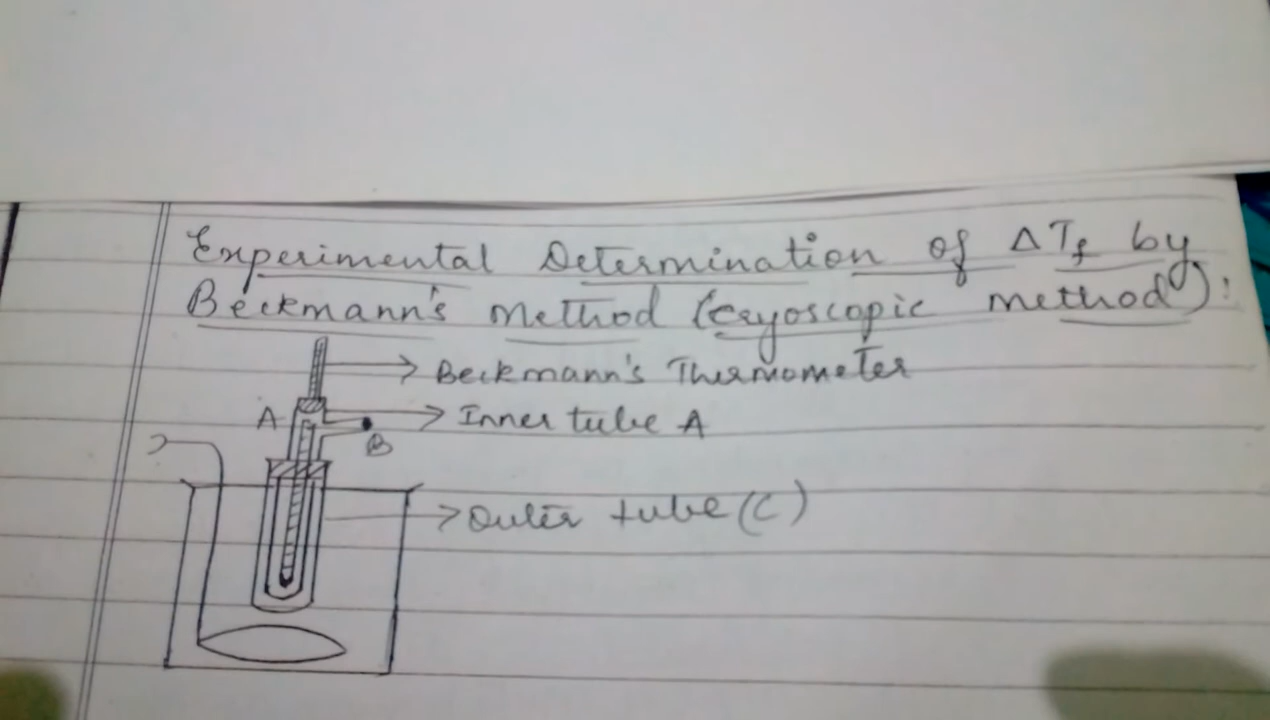 Experimental Determination of ΔTf by
Beckmann's Method (Cryoscopic Method):
Beckmann's Thermometer
A
Inner tube A
B
Outer tube (C)